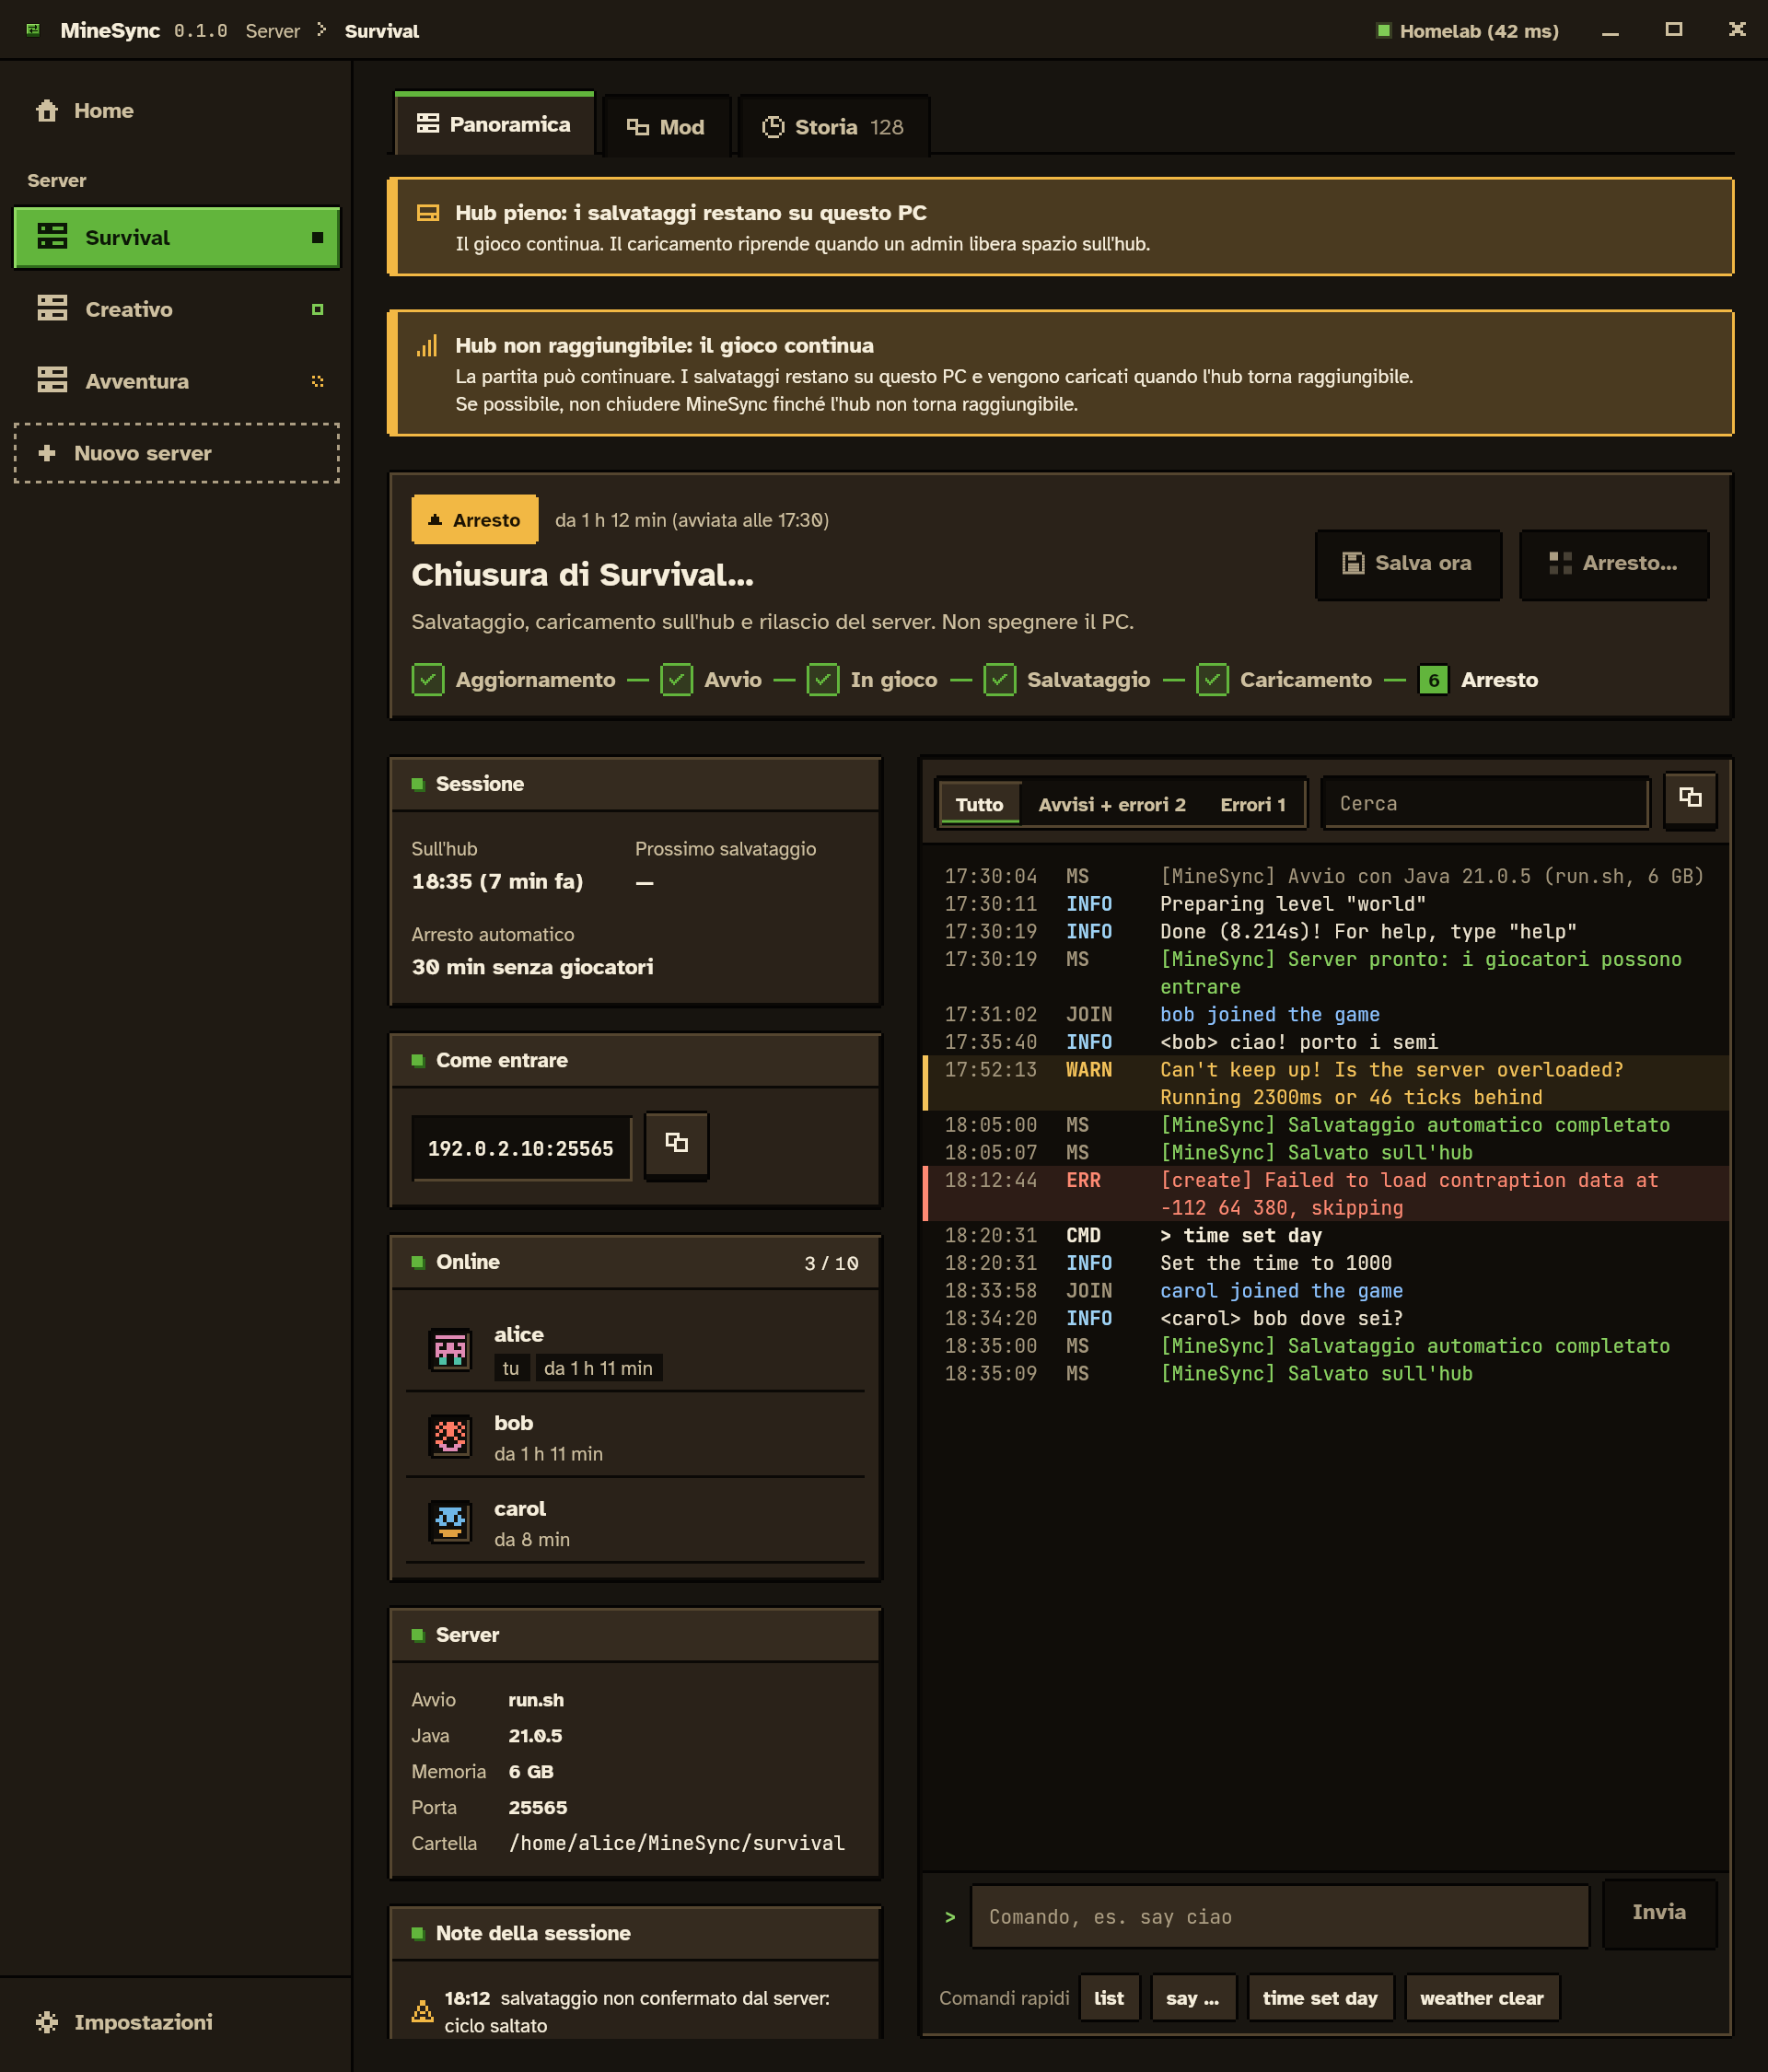 MineSync 0.1.0 Server Survival
Homelab (42 ms)
Home
Server
Survival
Creativo
Avventura
Nuovo server
Impostazioni
Panoramica
Mod
Storia 128
Hub pieno: i salvataggi restano su questo PC
Il gioco continua. Il caricamento riprende quando un admin libera spazio sull'hub.
Hub non raggiungibile: il gioco continua
La partita può continuare. I salvataggi restano su questo PC e vengono caricati quando l'hub torna raggiungibile.
Se possibile, non chiudere MineSync finché l'hub non torna raggiungibile.
Arresto da 1 h 12 min (avviata alle 17:30)
Chiusura di Survival...
Salvataggio, caricamento sull'hub e rilascio del server. Non spegnere il PC.
Salva ora
Arresto...
Aggiornamento — Avvio — In gioco — Salvataggio — Caricamento — 6 Arresto
Sessione
Sull'hub
18:35 (7 min fa)
Prossimo salvataggio
—
Arresto automatico
30 min senza giocatori
Come entrare
192.0.2.10:25565
Online 3 / 10
alice
tu da 1 h 11 min
bob
da 1 h 11 min
carol
da 8 min
Server
Avvio run.sh
Java 21.0.5
Memoria 6 GB
Porta 25565
Cartella /home/alice/MineSync/survival
Note della sessione
18:12 salvataggio non confermato dal server:
ciclo saltato
Tutto Avvisi + errori 2 Errori 1
Cerca
17:30:04 MS [MineSync] Avvio con Java 21.0.5 (run.sh, 6 GB)
17:30:11 INFO Preparing level "world"
17:30:19 INFO Done (8.214s)! For help, type "help"
17:30:19 MS [MineSync] Server pronto: i giocatori possono
entrare
17:31:02 JOIN bob joined the game
17:35:40 INFO <bob> ciao! porto i semi
17:52:13 WARN Can't keep up! Is the server overloaded?
Running 2300ms or 46 ticks behind
18:05:00 MS [MineSync] Salvataggio automatico completato
18:05:07 MS [MineSync] Salvato sull'hub
18:12:44 ERR [create] Failed to load contraption data at
-112 64 380, skipping
18:20:31 CMD > time set day
18:20:31 INFO Set the time to 1000
18:33:58 JOIN carol joined the game
18:34:20 INFO <carol> bob dove sei?
18:35:00 MS [MineSync] Salvataggio automatico completato
18:35:09 MS [MineSync] Salvato sull'hub
> Comando, es. say ciao
Invia
Comandi rapidi list say ... time set day weather clear